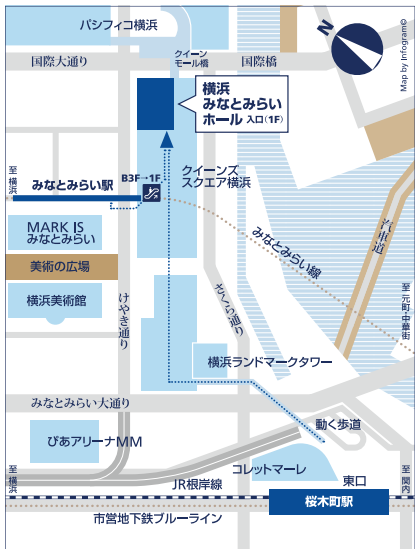 パシフィコ横浜
クイーン
モール橋
国際大通り
国際橋
N
Map by Infogram©
横浜
みなとみらい
ホール 入口(1F)
至横浜
みなとみらい駅
B3F→1F
クイーンズ
スクエア横浜
MARK IS
みなとみらい
美術の広場
横浜美術館
けやき通り
さくら通り
みなとみらい線
汽車道
至元町中華街
横浜ランドマークタワー
みなとみらい大通り
ぴあアリーナMM
動く歩道
コレットマーレ
至横浜
JR根岸線
東口
至関内
桜木町駅
市営地下鉄ブルーライン